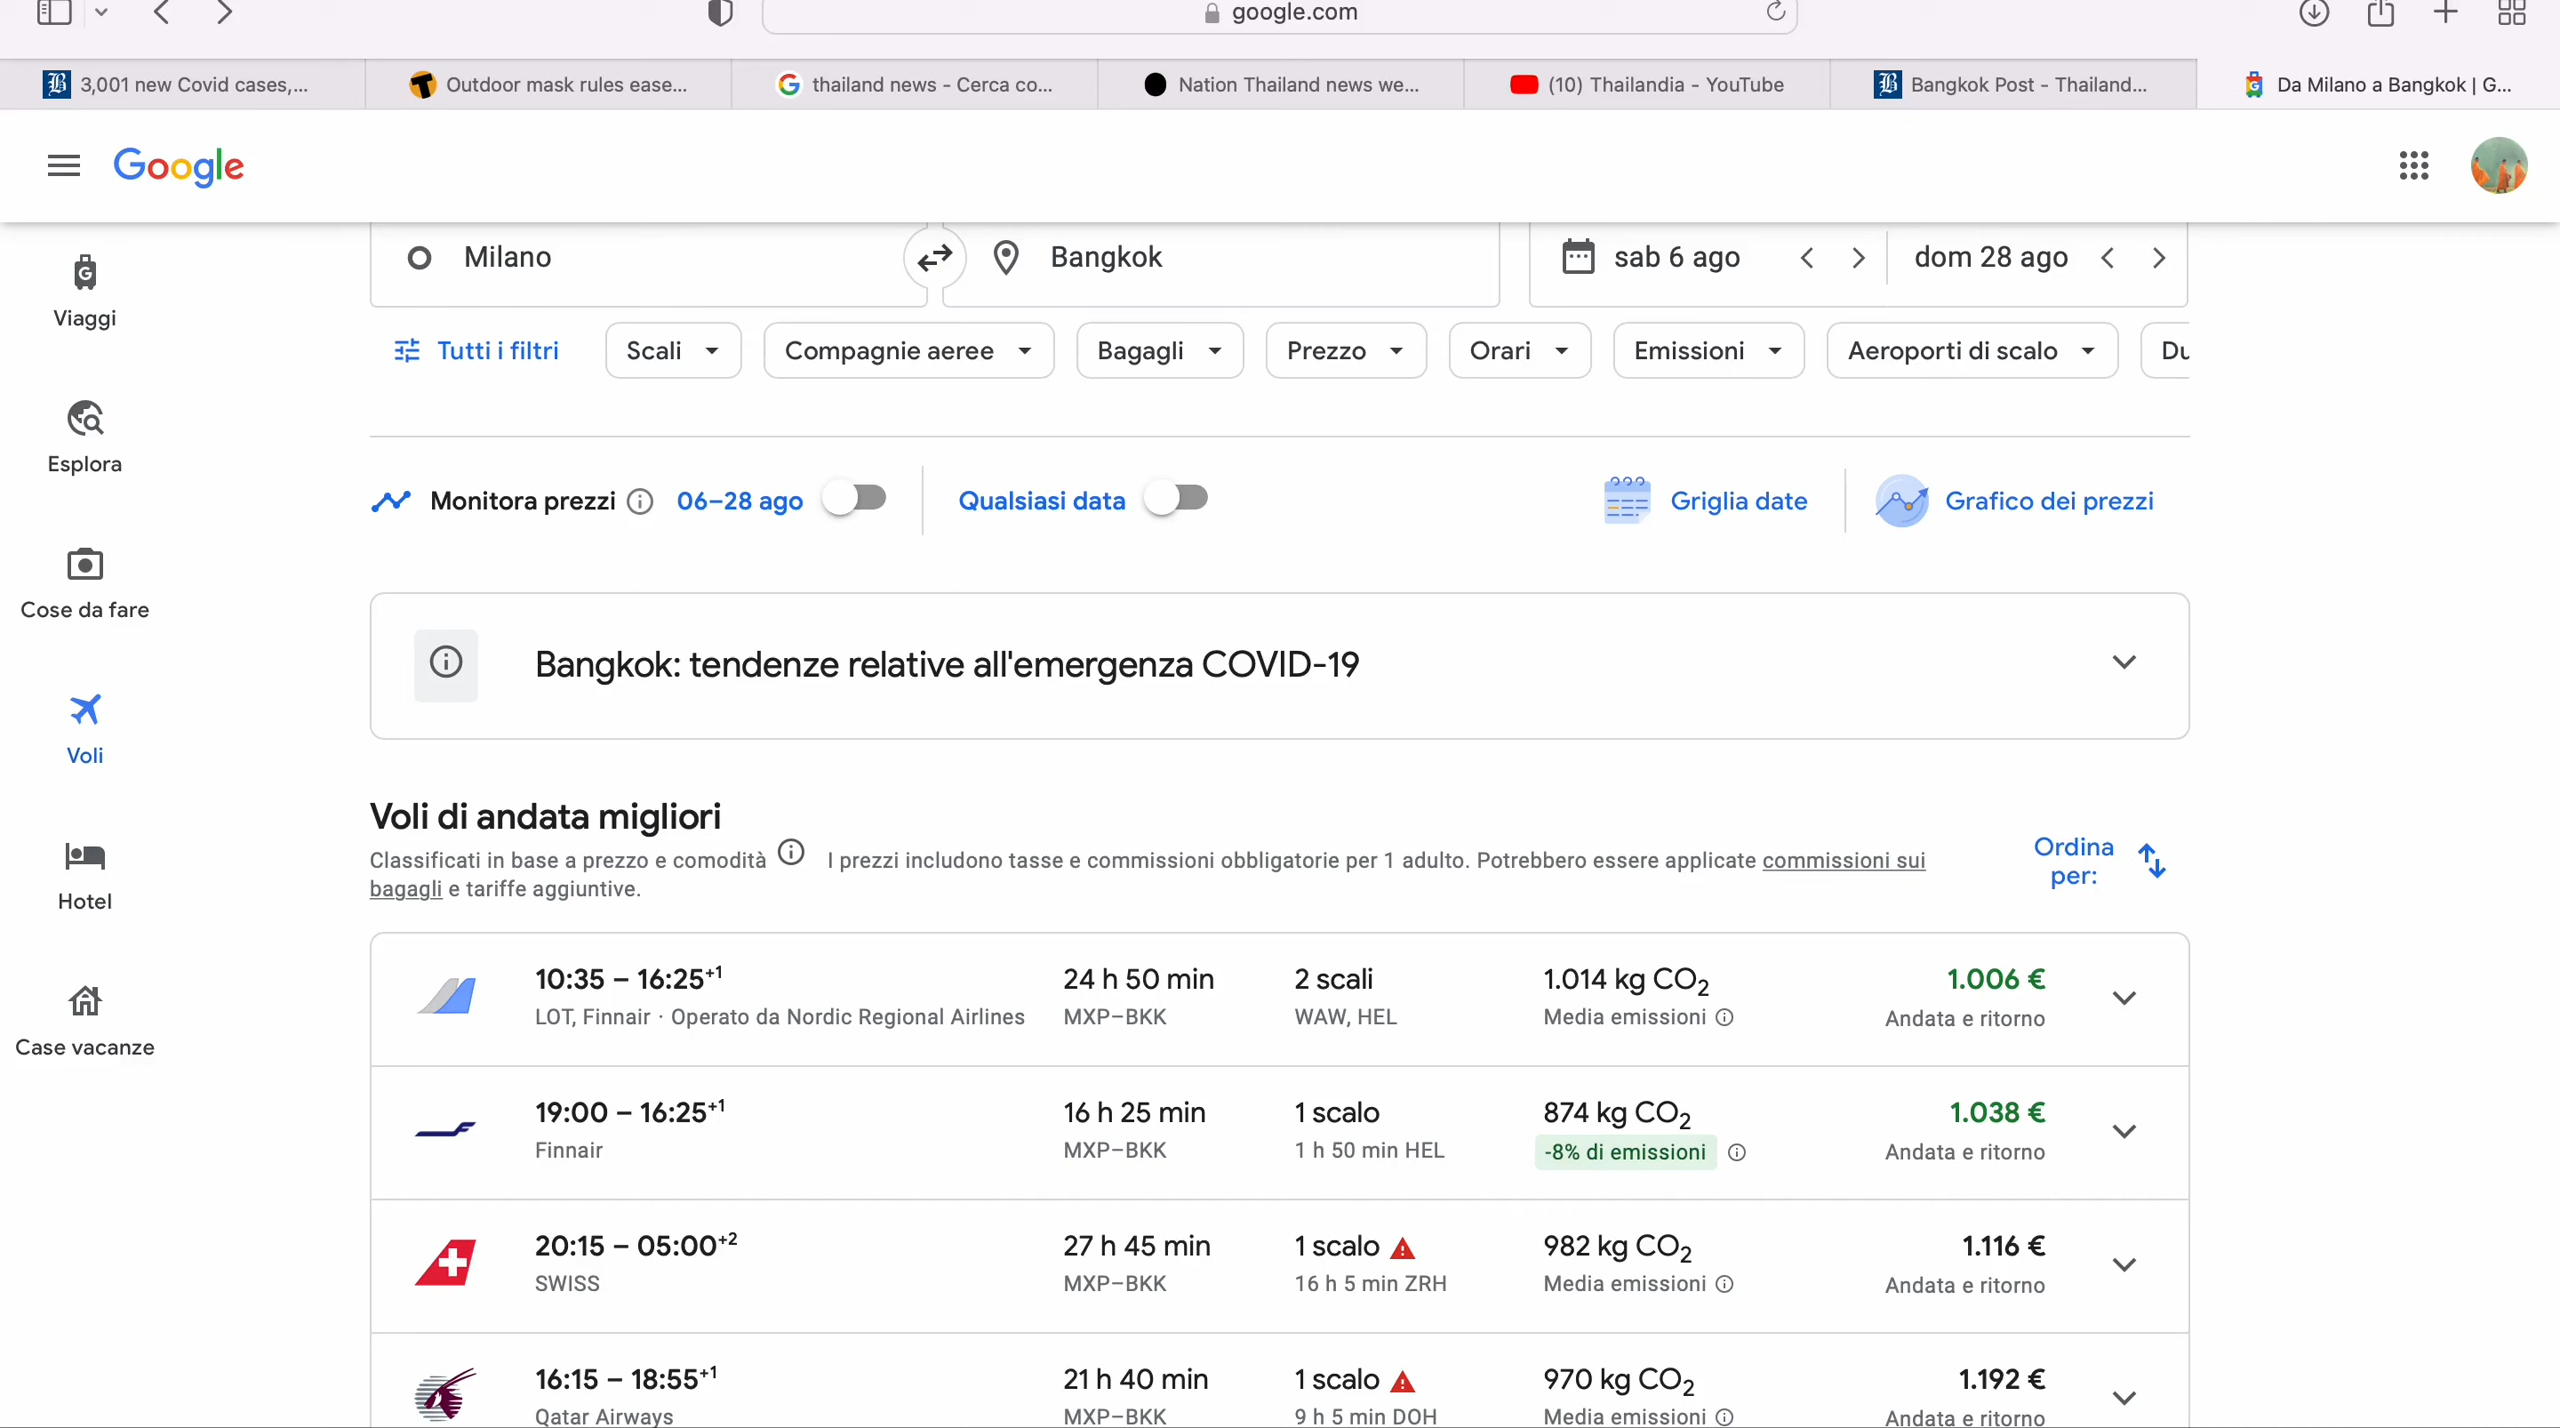 google.com
3,001 new Covid cases,...
Outdoor mask rules ease...
thailand news - Cerca co...
Nation Thailand news we...
(10) Thailandia - YouTube
Bangkok Post - Thailand...
Da Milano a Bangkok | G...
Google
Milano
Bangkok
sab 6 ago
dom 28 ago
Tutti i filtri
Scali
Compagnie aeree
Bagagli
Prezzo
Orari
Emissioni
Aeroporti di scalo
Du
Viaggi
Esplora
Cose da fare
Voli
Hotel
Case vacanze
Monitora prezzi
06–28 ago
Qualsiasi data
Griglia date
Grafico dei prezzi
Bangkok: tendenze relative all'emergenza COVID-19
Voli di andata migliori
Classificati in base a prezzo e comodità I prezzi includono tasse e commissioni obbligatorie per 1 adulto. Potrebbero essere applicate commissioni sui
bagagli e tariffe aggiuntive.
Ordina
per:
10:35 – 16:25+1
LOT, Finnair · Operato da Nordic Regional Airlines
24 h 50 min
MXP–BKK
2 scali
WAW, HEL
1.014 kg CO2
Media emissioni
1.006 €
Andata e ritorno
19:00 – 16:25+1
Finnair
16 h 25 min
MXP–BKK
1 scalo
1 h 50 min HEL
874 kg CO2
-8% di emissioni
1.038 €
Andata e ritorno
20:15 – 05:00+2
SWISS
27 h 45 min
MXP–BKK
1 scalo
16 h 5 min ZRH
982 kg CO2
Media emissioni
1.116 €
Andata e ritorno
16:15 – 18:55+1
Qatar Airways
21 h 40 min
MXP–BKK
1 scalo
9 h 5 min DOH
970 kg CO2
Media emissioni
1.192 €
Andata e ritorno